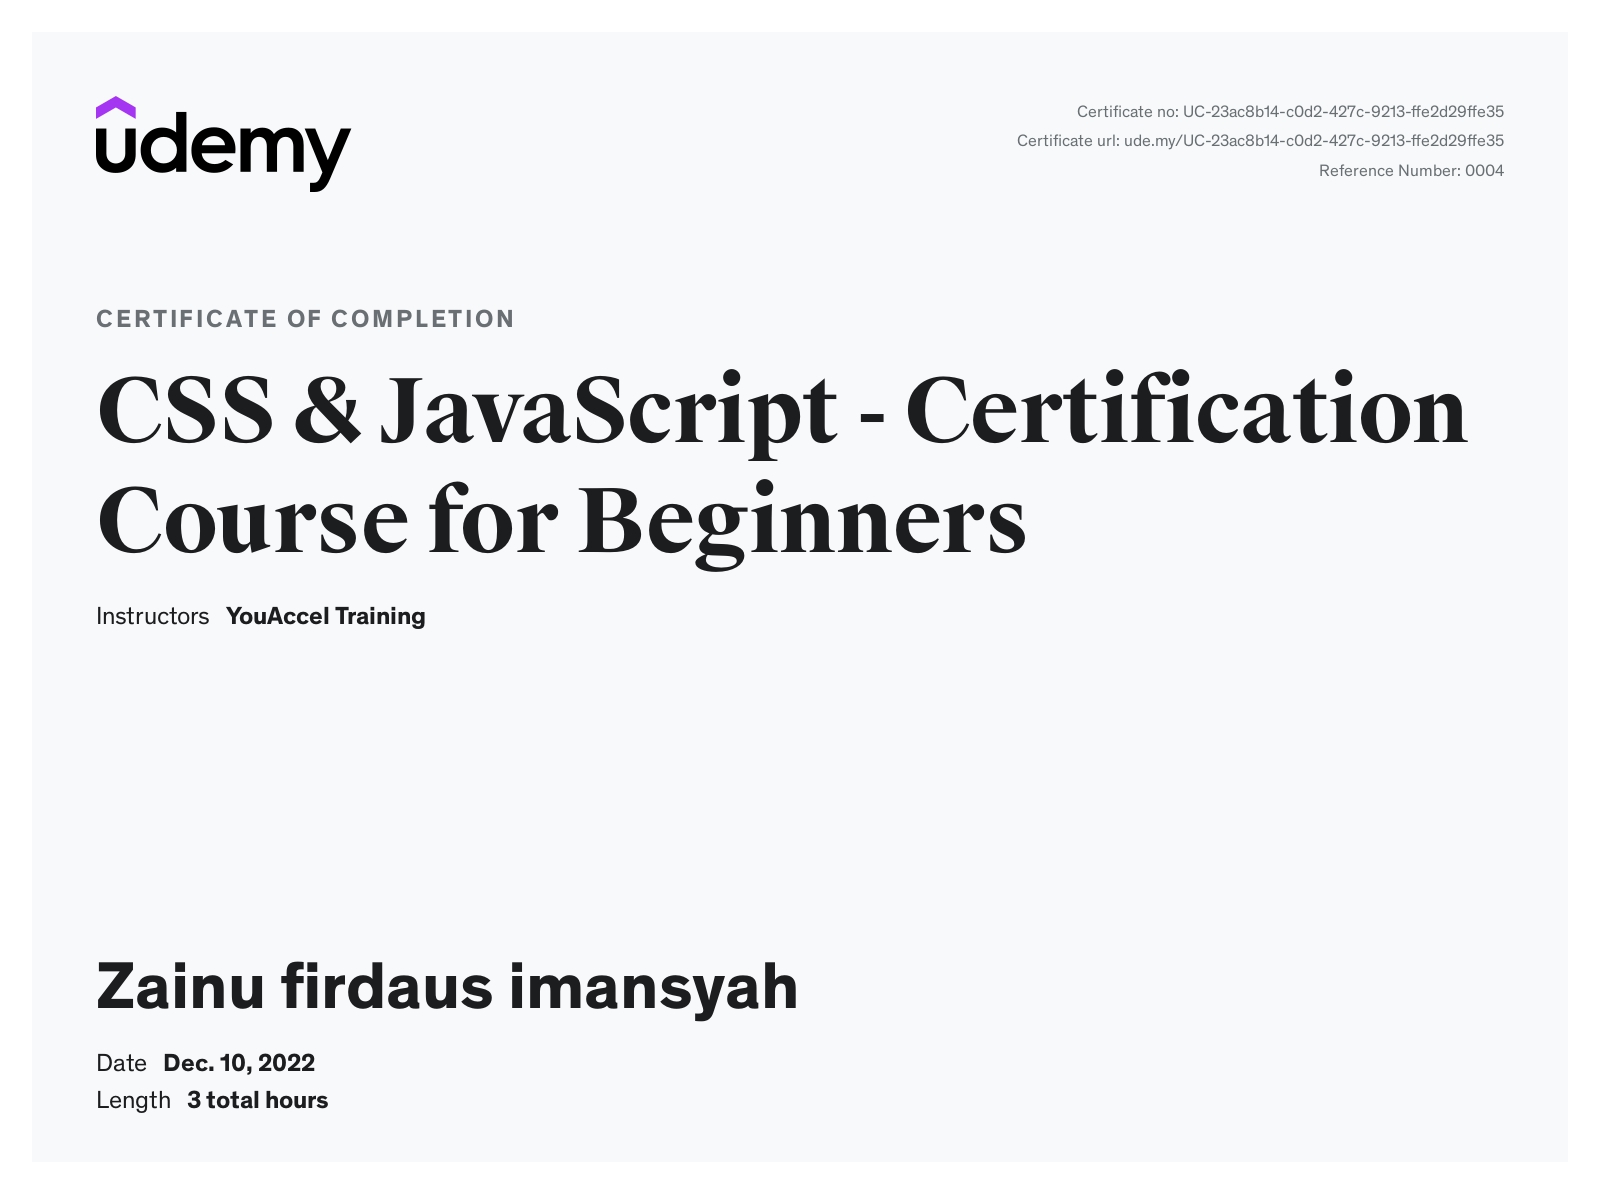 udemy
Certificate no: UC-23ac8b14-c0d2-427c-9213-ffe2d29ffe35
Certificate url: ude.my/UC-23ac8b14-c0d2-427c-9213-ffe2d29ffe35
Reference Number: 0004
CERTIFICATE OF COMPLETION
CSS & JavaScript - Certification
Course for Beginners
Instructors YouAccel Training
Zainu firdaus imansyah
Date Dec. 10, 2022
Length 3 total hours